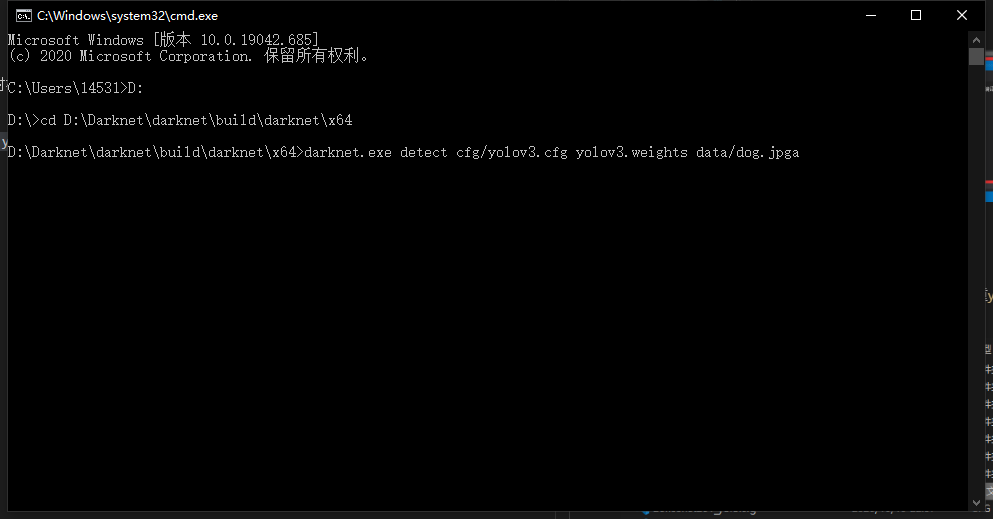 C:\Windows\system32\cmd.exe
Microsoft Windows [版本 10.0.19042.685]
(c) 2020 Microsoft Corporation. 保留所有权利。
C:\Users\14531>D:
D:\>cd D:\Darknet\darknet\build\darknet\x64
D:\Darknet\darknet\build\darknet\x64>darknet.exe detect cfg/yolov3.cfg yolov3.weights data/dog.jpga